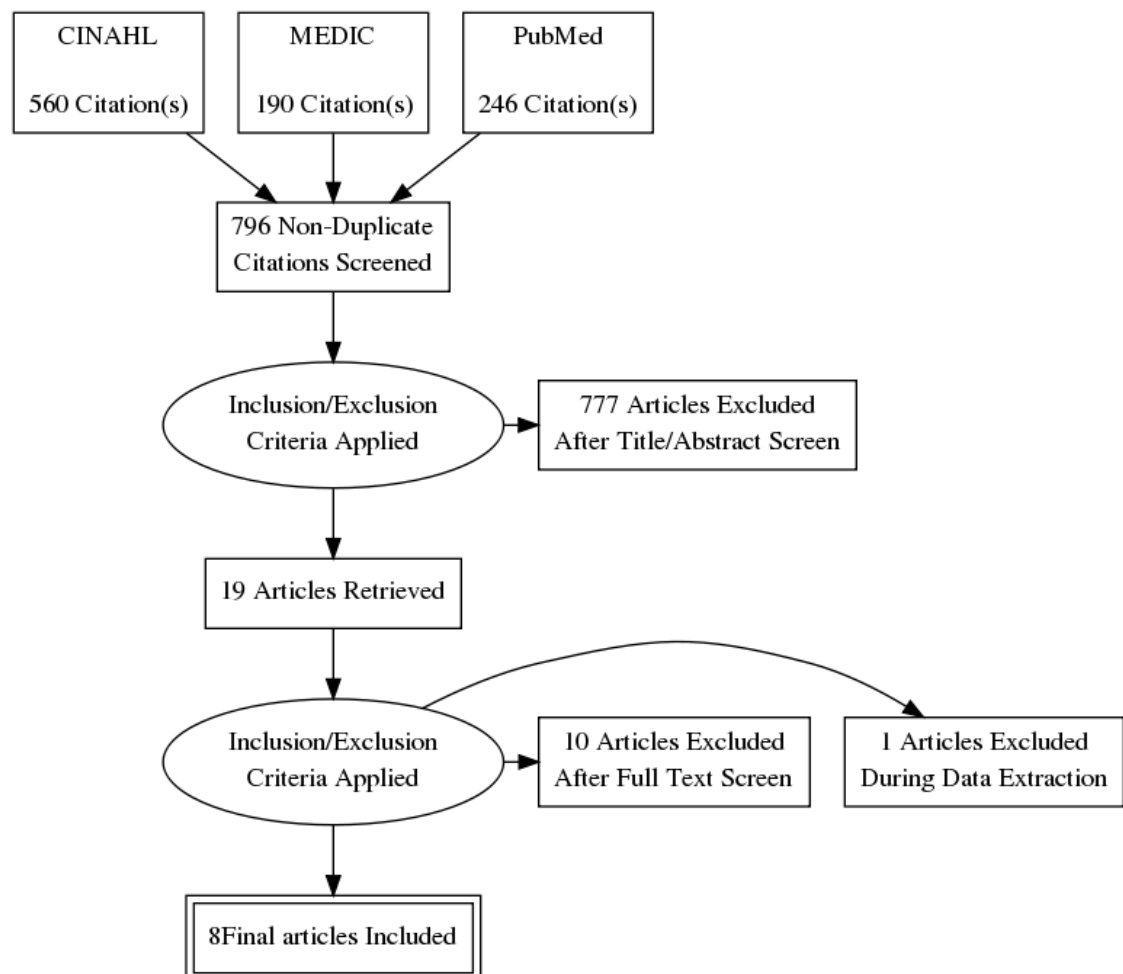 CINAHL
560 Citation(s)
MEDIC
190 Citation(s)
PubMed
246 Citation(s)
796 Non-Duplicate
Citations Screened
Inclusion/Exclusion
Criteria Applied
777 Articles Excluded
After Title/Abstract Screen
19 Articles Retrieved
Inclusion/Exclusion
Criteria Applied
10 Articles Excluded
After Full Text Screen
1 Articles Excluded
During Data Extraction
8Final articles Included